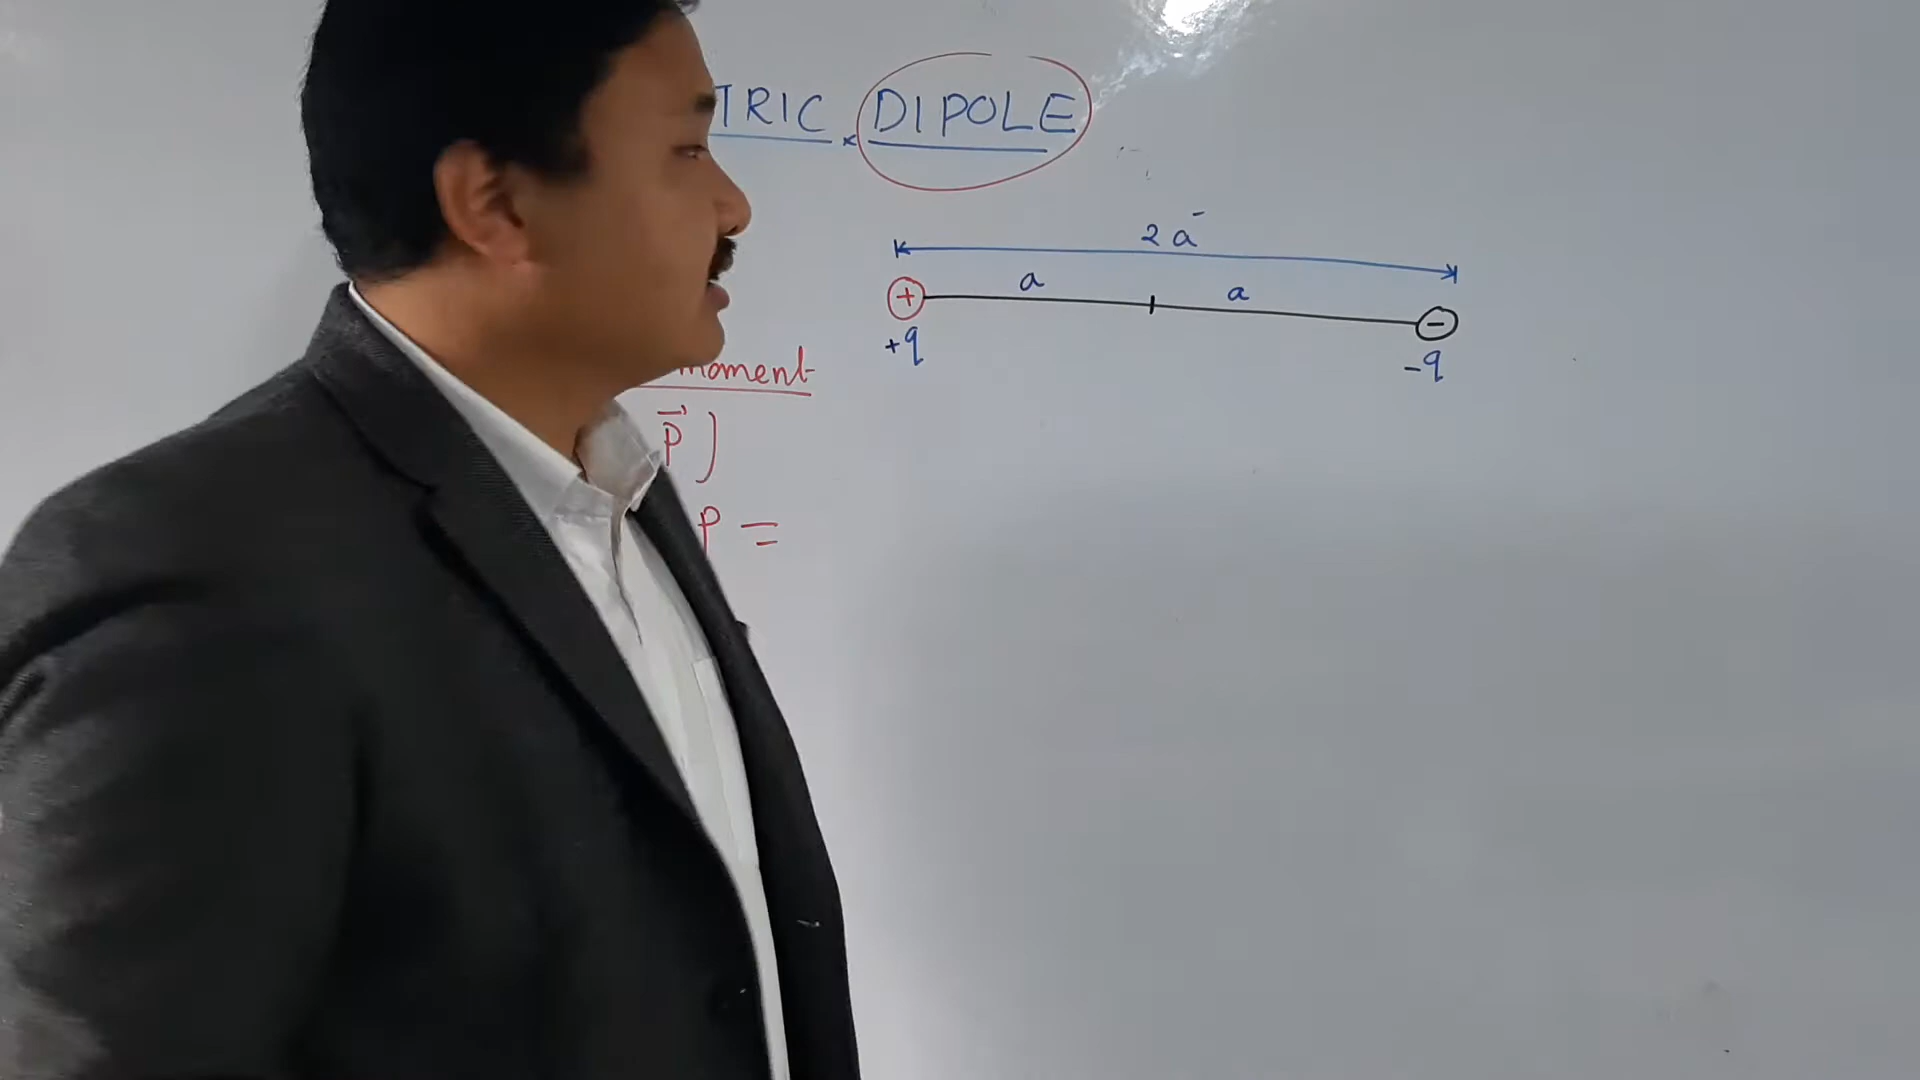 TRIC DIPOLE
2a
a a
+
-
+q
-q
moment
p⃗ )
P =